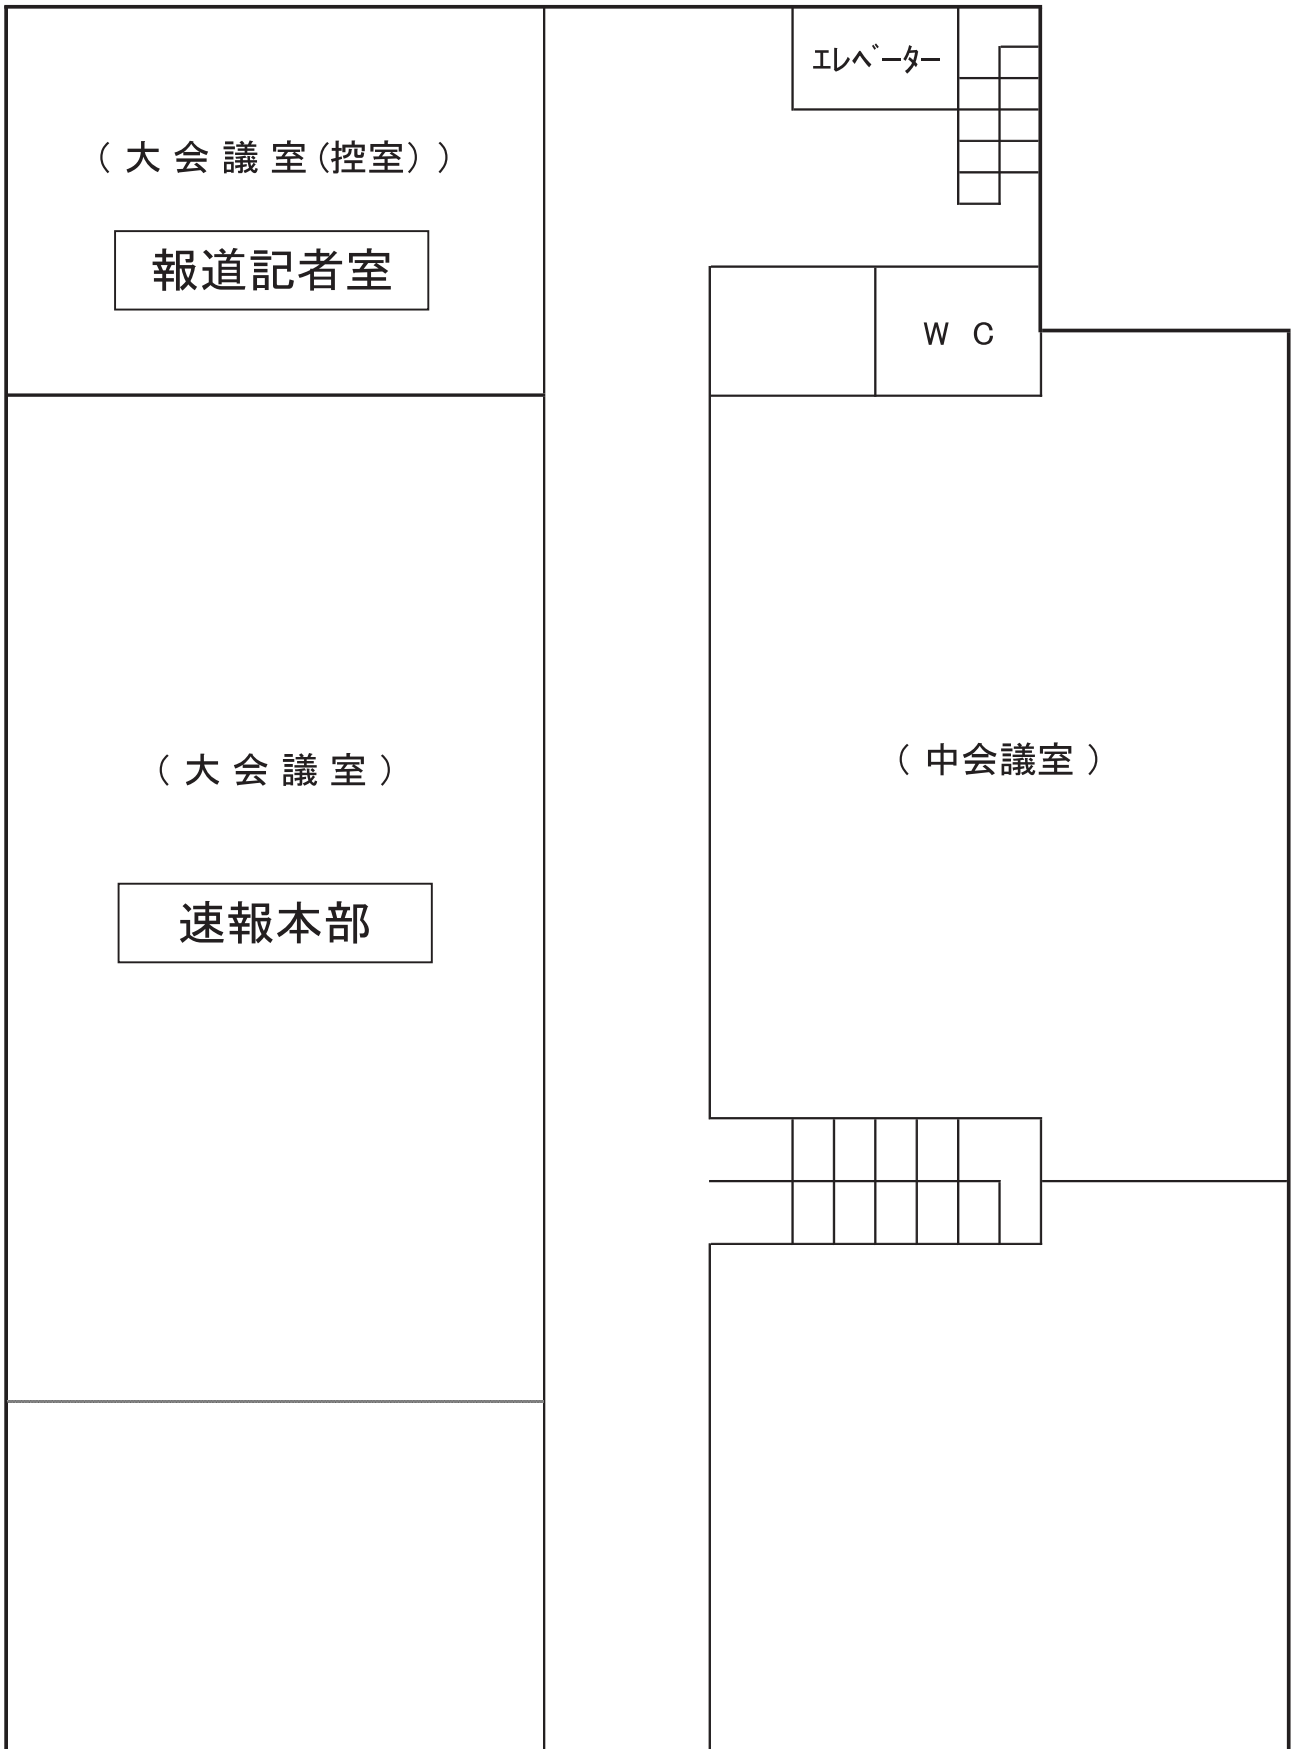 エレベーター
（ 大 会 議 室 (控室） ）
報道記者室
Ｗ Ｃ
（ 大 会 議 室 ）
（ 中会議室 ）
速報本部